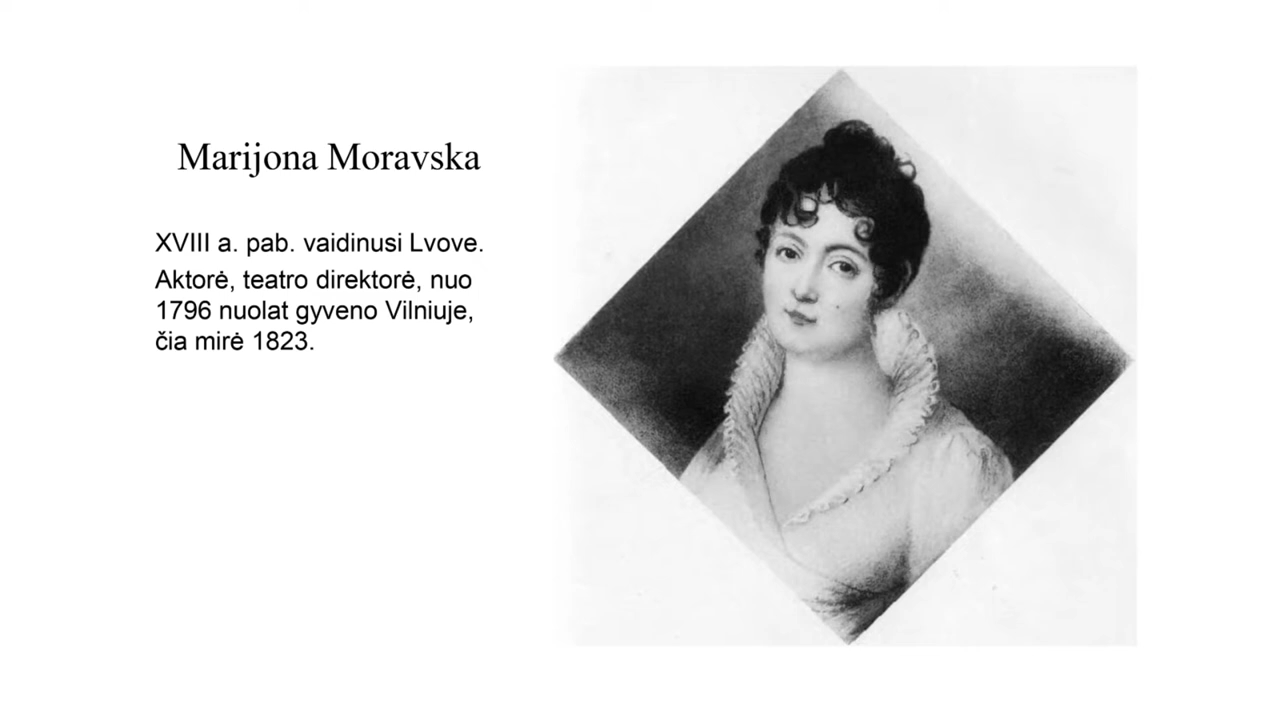 Marijona Moravska
XVIII a. pab. vaidinusi Lvove.
Aktorė, teatro direktorė, nuo
1796 nuolat gyveno Vilniuje,
čia mirė 1823.